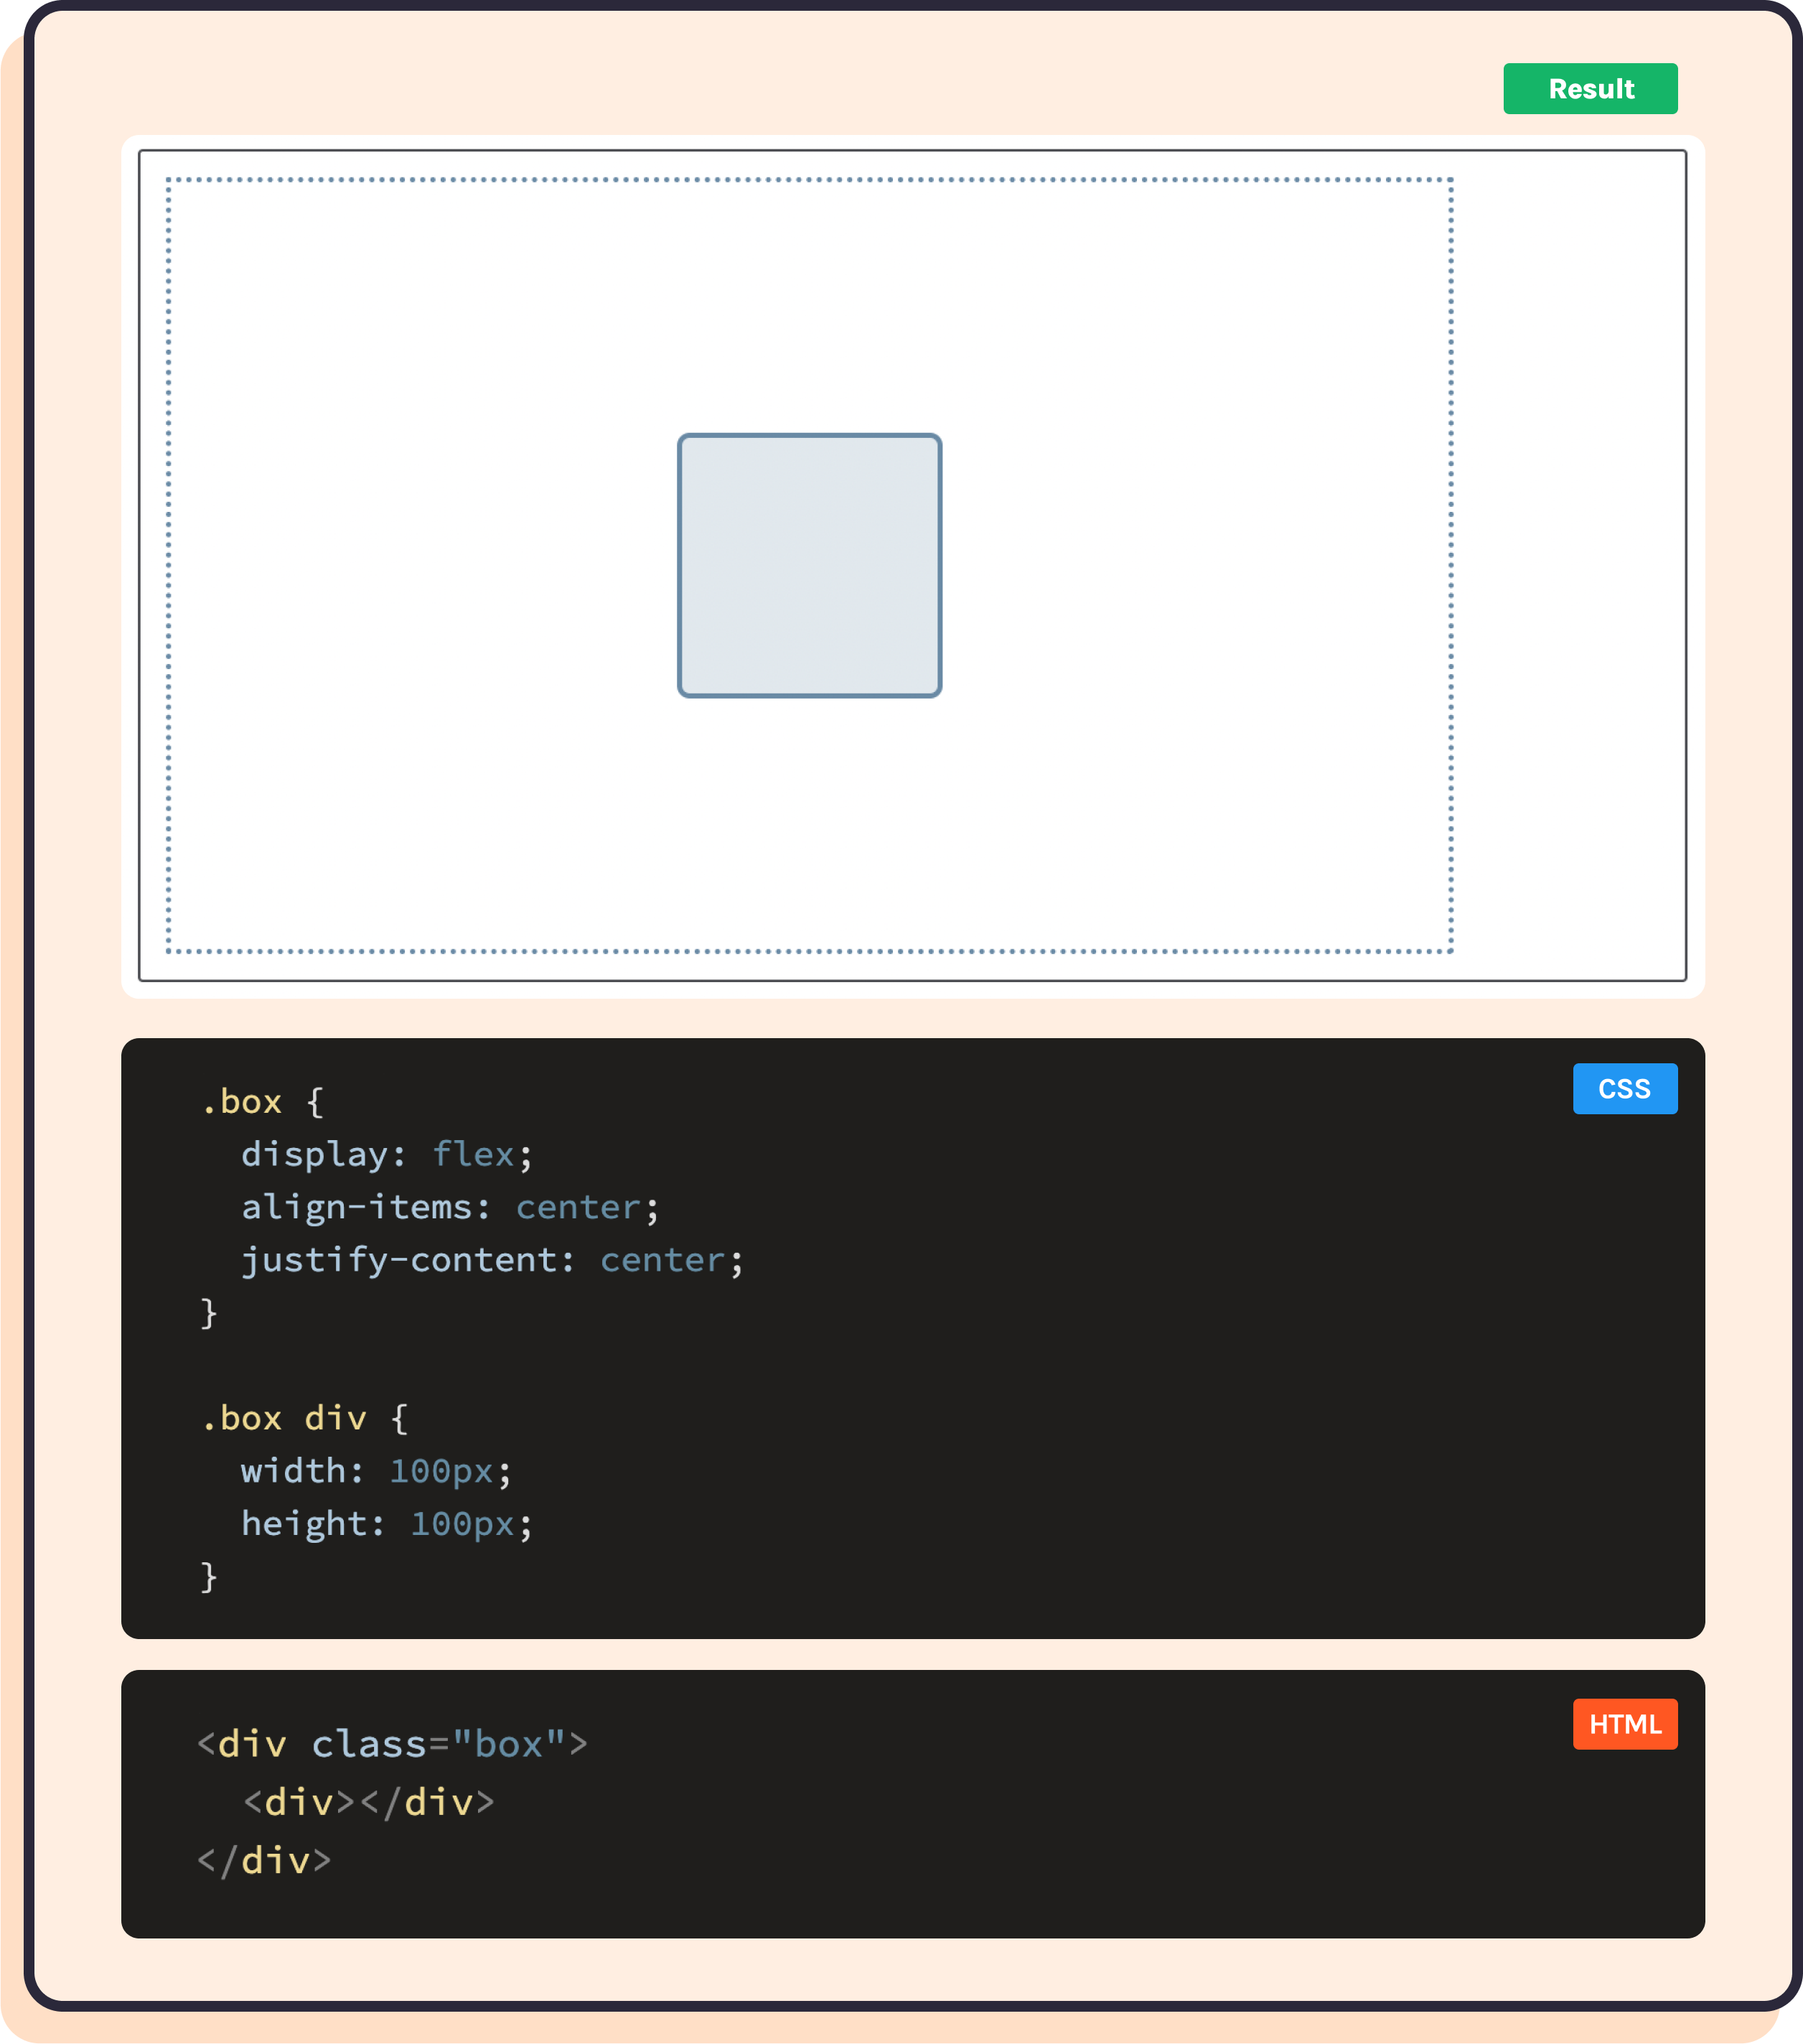 Result
CSS
.box {
  display: flex;
  align-items: center;
  justify-content: center;
}
.box div {
  width: 100px;
  height: 100px;
}
HTML
<div class="box">
  <div></div>
</div>